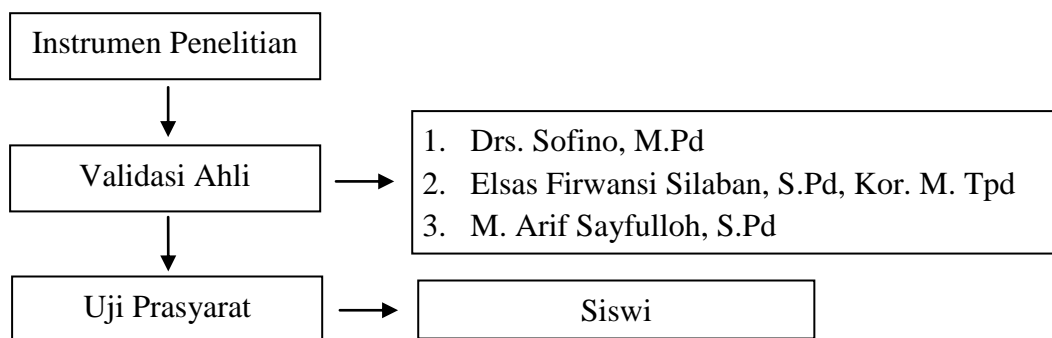 Instrumen Penelitian
Validasi Ahli
1. Drs. Sofino, M.Pd
2. Elsas Firwansi Silaban, S.Pd, Kor. M. Tpd
3. M. Arif Sayfulloh, S.Pd
Uji Prasyarat
Siswi